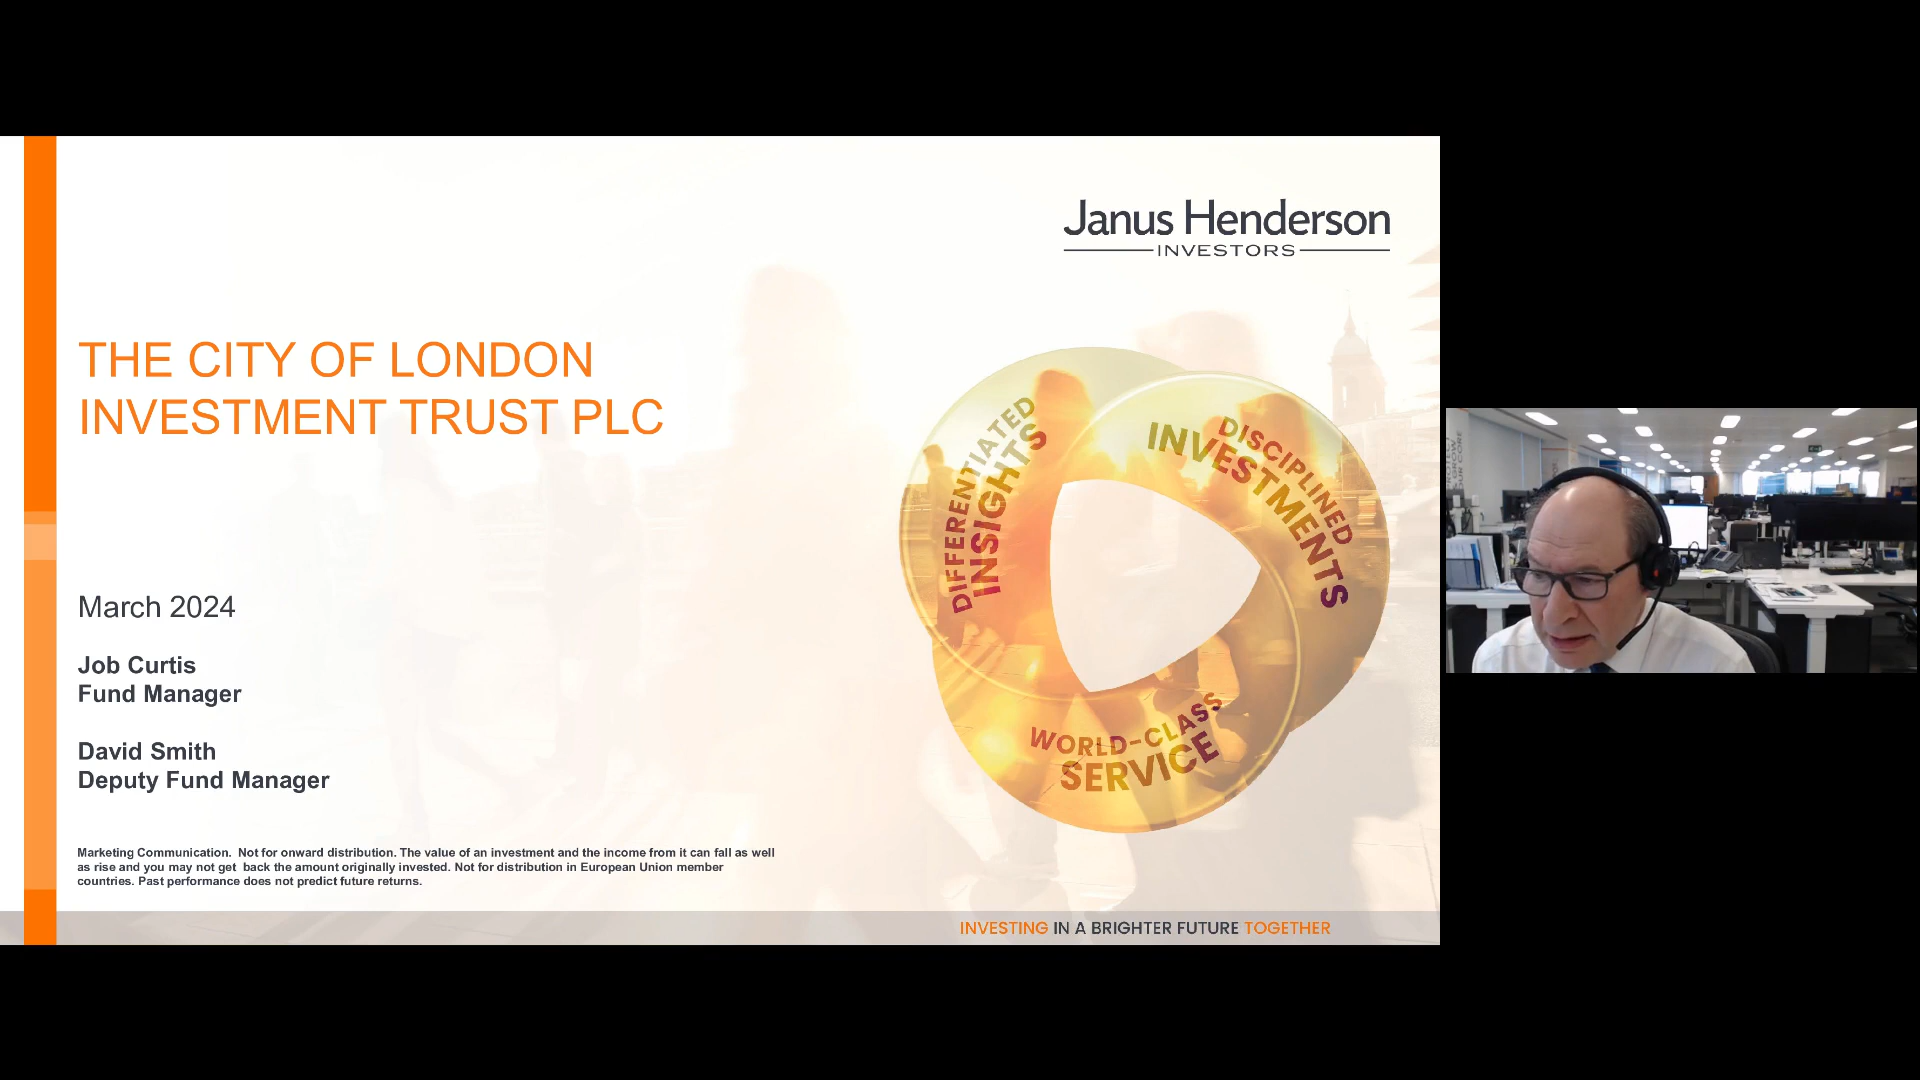 Janus Henderson
INVESTORS
THE CITY OF LONDON
INVESTMENT TRUST PLC
DIFFERENTIATED
INSIGHTS
DISCIPLINED
INVESTMENTS
WORLD-CLASS
SERVICE
March 2024
Job Curtis
Fund Manager
David Smith
Deputy Fund Manager
Marketing Communication.  Not for onward distribution. The value of an investment and the income from it can fall as well
as rise and you may not get  back the amount originally invested. Not for distribution in European Union member
countries. Past performance does not predict future returns.
INVESTING IN A BRIGHTER FUTURE TOGETHER